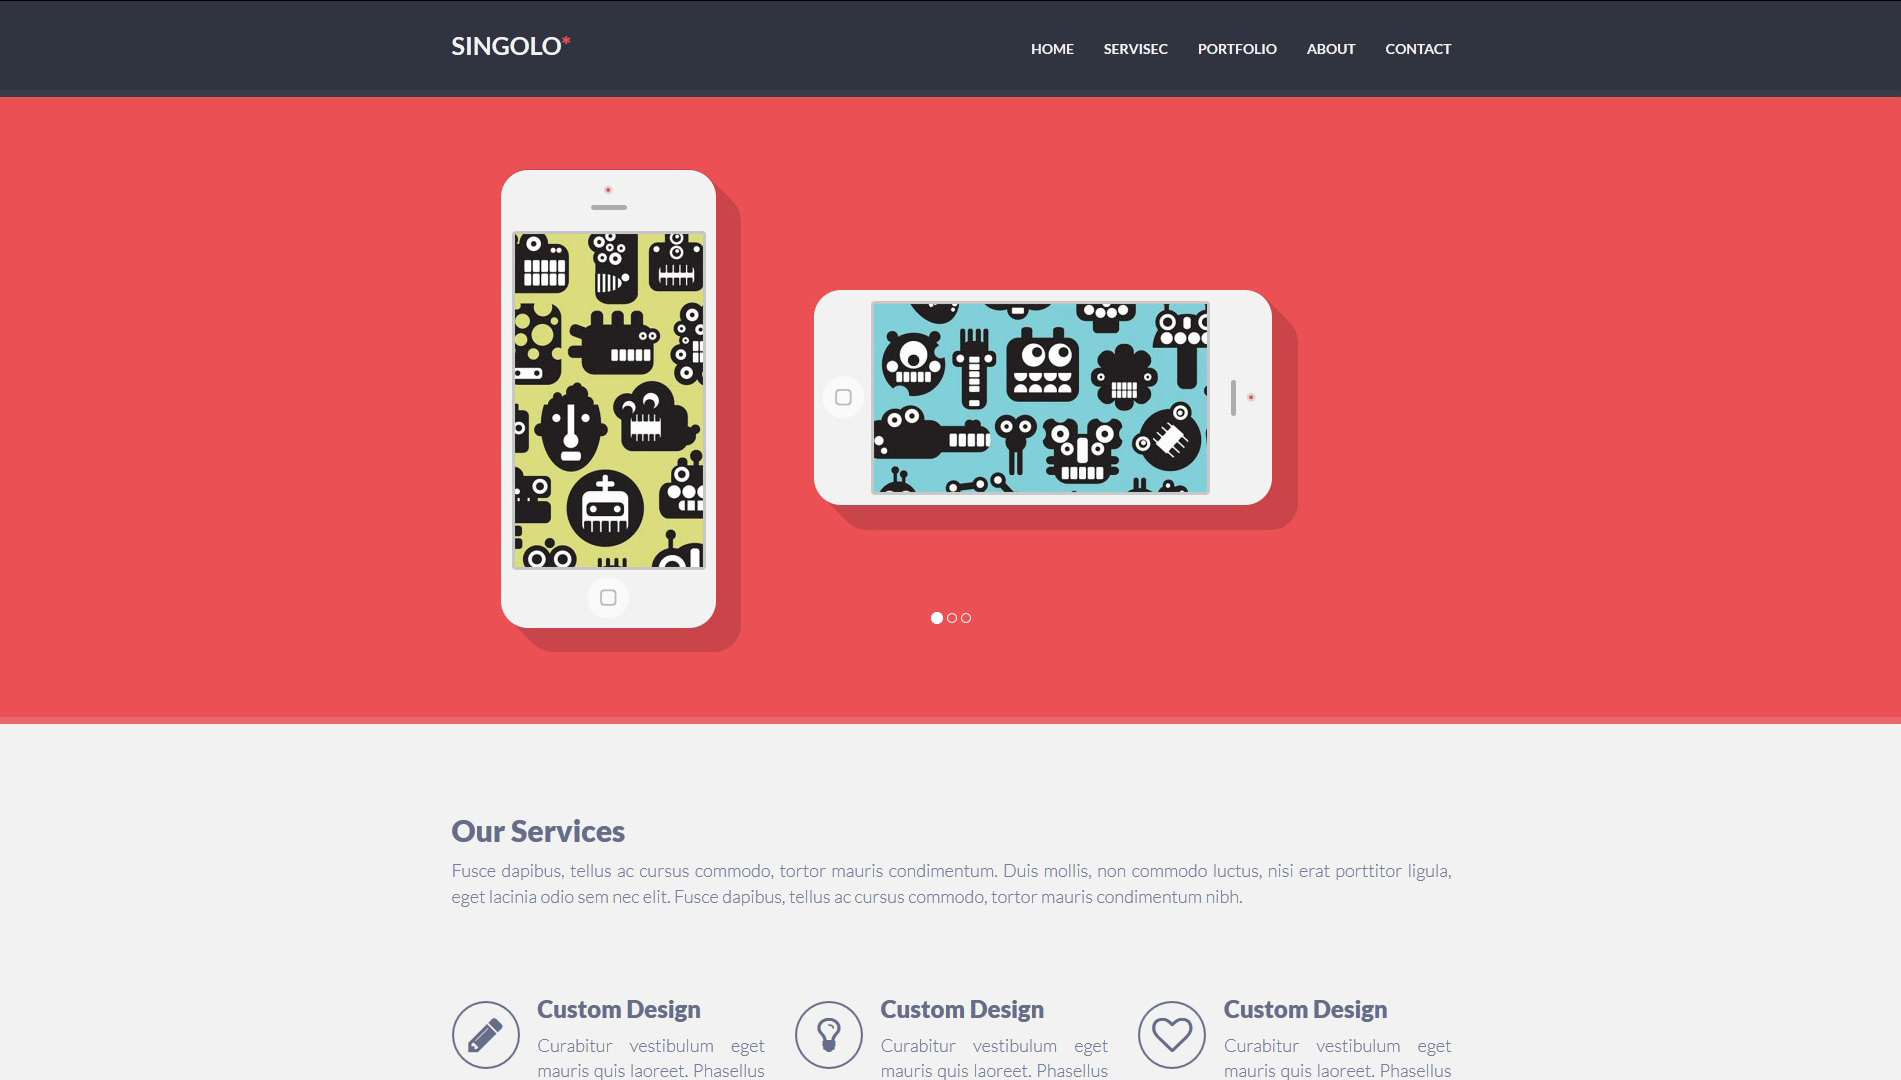 SINGOLO*
HOME SERVISEC PORTFOLIO ABOUT CONTACT
Our Services
Fusce dapibus, tellus ac cursus commodo, tortor mauris condimentum. Duis mollis, non commodo luctus, nisi erat porttitor ligula,
eget lacinia odio sem nec elit. Fusce dapibus, tellus ac cursus commodo, tortor mauris condimentum nibh.
Custom Design
Curabitur vestibulum eget
mauris quis laoreet. Phasellus
Custom Design
Curabitur vestibulum eget
mauris quis laoreet. Phasellus
Custom Design
Curabitur vestibulum eget
mauris quis laoreet. Phasellus